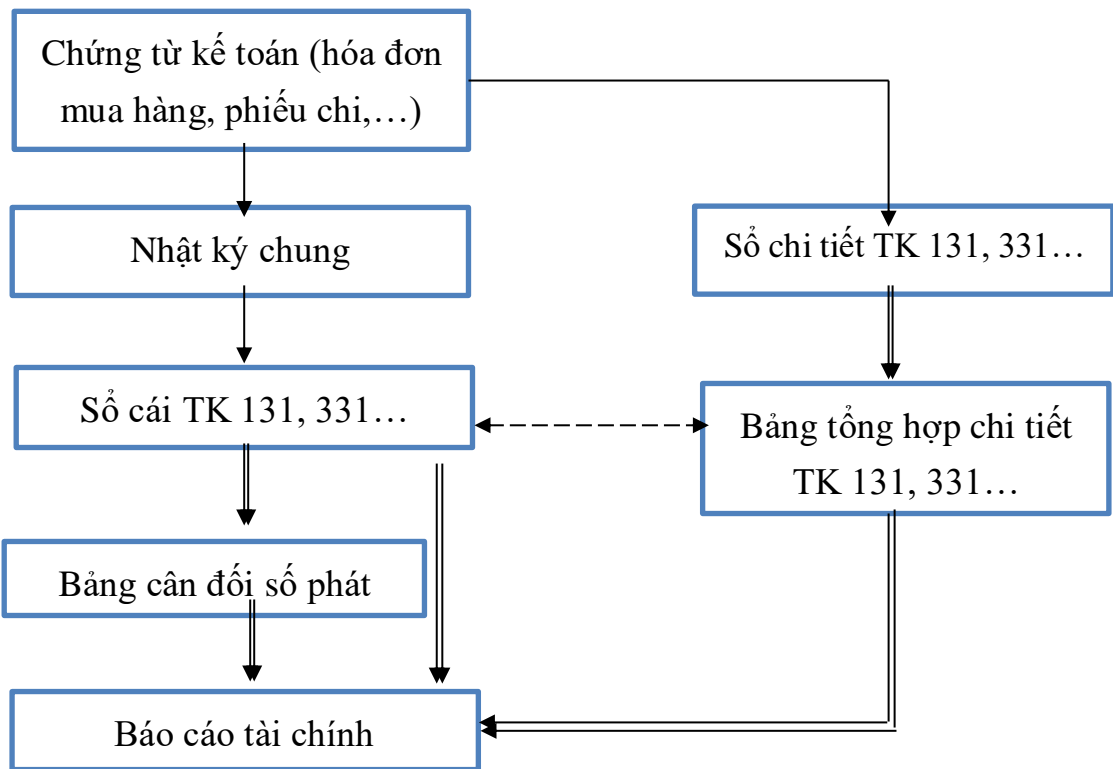 Chứng từ kế toán (hóa đơn
mua hàng, phiếu chi,…)
Nhật ký chung
Sổ chi tiết TK 131, 331…
Sổ cái TK 131, 331…
Bảng tổng hợp chi tiết
TK 131, 331…
Bảng cân đối số phát
Báo cáo tài chính